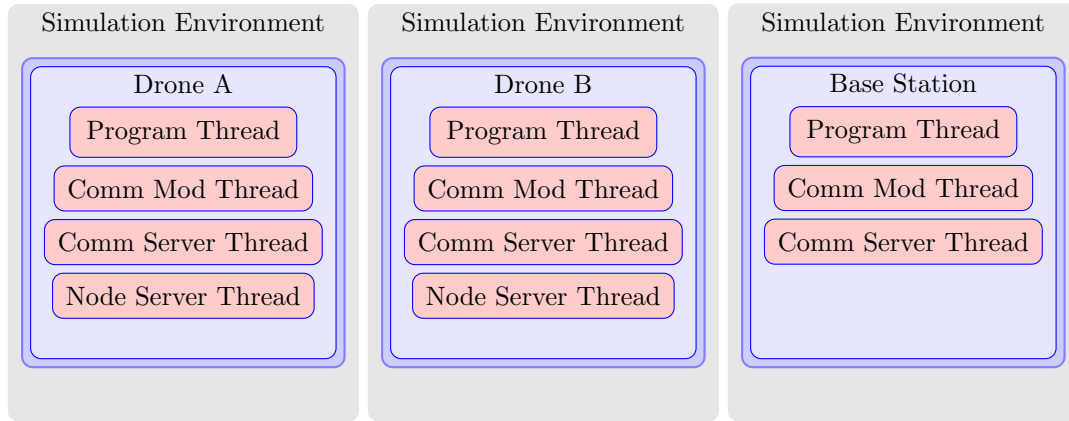 Simulation Environment
Drone A
Program Thread
Comm Mod Thread
Comm Server Thread
Node Server Thread
Simulation Environment
Drone B
Program Thread
Comm Mod Thread
Comm Server Thread
Node Server Thread
Simulation Environment
Base Station
Program Thread
Comm Mod Thread
Comm Server Thread